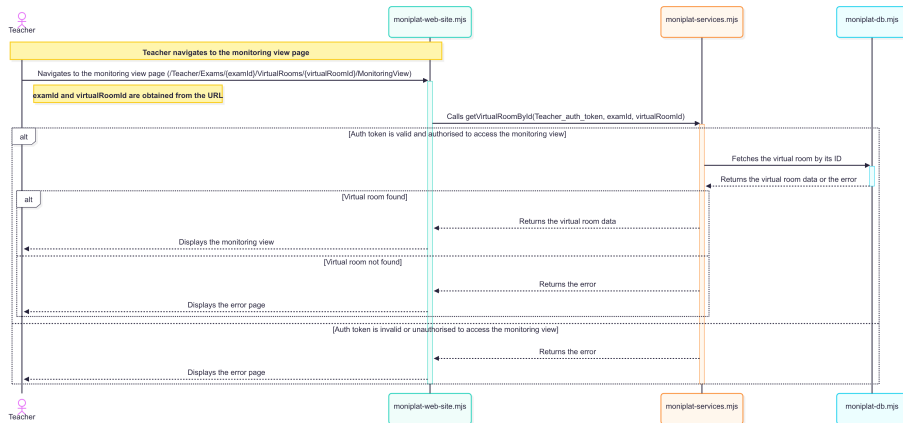 moniplat-web-site.mjs
moniplat-services.mjs
moniplat-db.mjs
Teacher
Teacher navigates to the monitoring view page
Navigates to the monitoring view page (/Teacher/Exams/{examId}/VirtualRooms/{virtualRoomId}/MonitoringView)
examId and virtualRoomId are obtained from the URL
Calls getVirtualRoomById(Teacher_auth_token, examId, virtualRoomId)
alt
[Auth token is valid and authorised to access the monitoring view]
Fetches the virtual room by its ID
Returns the virtual room data or the error
alt
[Virtual room found]
Returns the virtual room data
Displays the monitoring view
[Virtual room not found]
Returns the error
Displays the error page
[Auth token is invalid or unauthorised to access the monitoring view]
Returns the error
Displays the error page
moniplat-web-site.mjs
moniplat-services.mjs
moniplat-db.mjs
Teacher